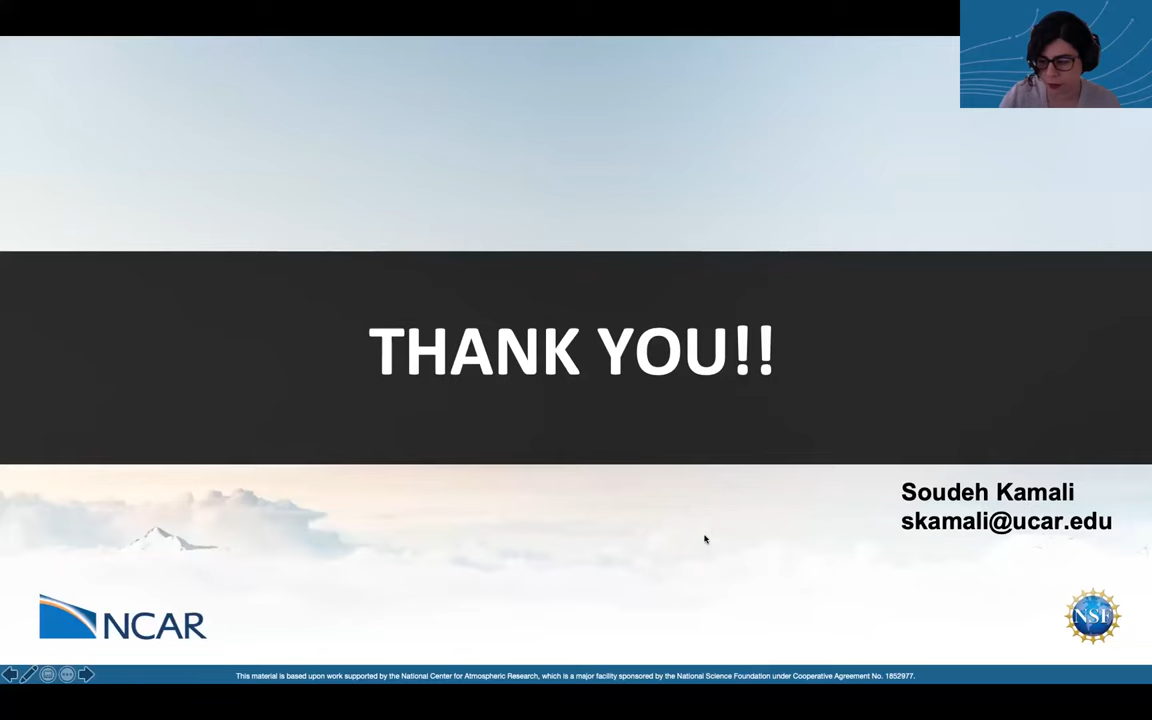 THANK YOU!!
Soudeh Kamali
skamali@ucar.edu
NCAR
NSF
This material is based upon work supported by the National Center for Atmospheric Research, which is a major facility sponsored by the National Science Foundation under Cooperative Agreement No. 1852977.